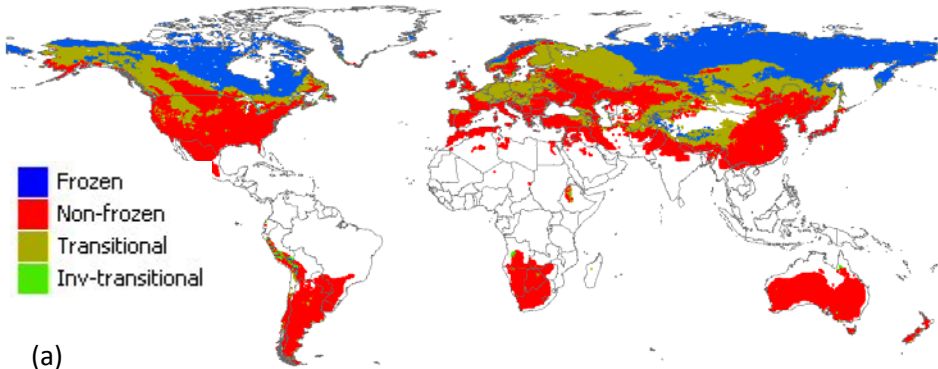 Frozen
Non-frozen
Transitional
Inv-transitional
(a)